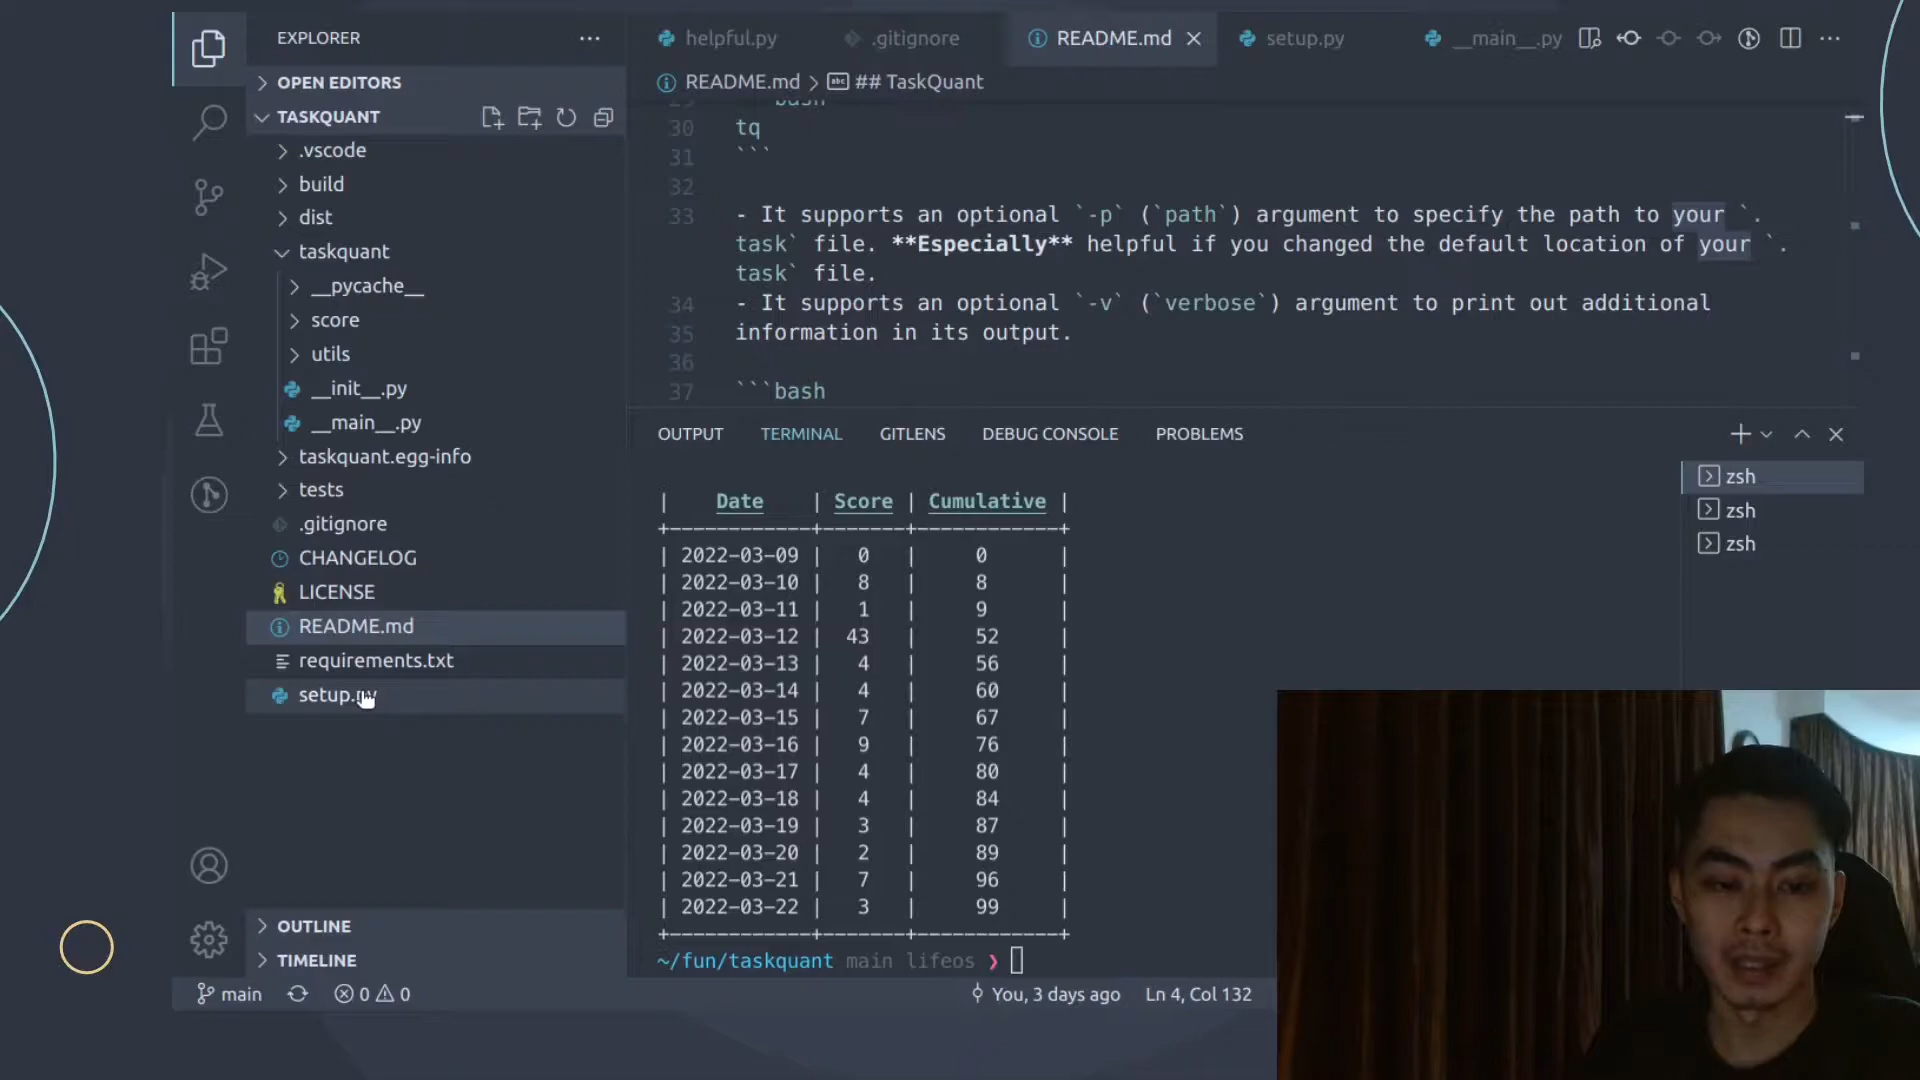 EXPLORER
OPEN EDITORS
TASKQUANT
.vscode
build
dist
taskquant
__pycache__
score
utils
__init__.py
__main__.py
taskquant.egg-info
tests
.gitignore
CHANGELOG
LICENSE
README.md
requirements.txt
setup.py
OUTLINE
TIMELINE
helpful.py .gitignore README.md setup.py __main__.py
README.md > ## TaskQuant
29 ```bash
30 tq
31 ```
32
33 - It supports an optional `-p` (`path`) argument to specify the path to your `.
task` file. **Especially** helpful if you changed the default location of your `.
task` file.
34 - It supports an optional `-v` (`verbose`) argument to print out additional
35 information in its output.
36
37 ```bash
OUTPUT TERMINAL GITLENS DEBUG CONSOLE PROBLEMS
| Date | Score | Cumulative |
+------------+-------+------------+
| 2022-03-09 | 0 | 0 |
| 2022-03-10 | 8 | 8 |
| 2022-03-11 | 1 | 9 |
| 2022-03-12 | 43 | 52 |
| 2022-03-13 | 4 | 56 |
| 2022-03-14 | 4 | 60 |
| 2022-03-15 | 7 | 67 |
| 2022-03-16 | 9 | 76 |
| 2022-03-17 | 4 | 80 |
| 2022-03-18 | 4 | 84 |
| 2022-03-19 | 3 | 87 |
| 2022-03-20 | 2 | 89 |
| 2022-03-21 | 7 | 96 |
| 2022-03-22 | 3 | 99 |
+------------+-------+------------+
~/fun/taskquant main lifeos ❯
zsh
zsh
zsh
main 0 0 You, 3 days ago Ln 4, Col 132